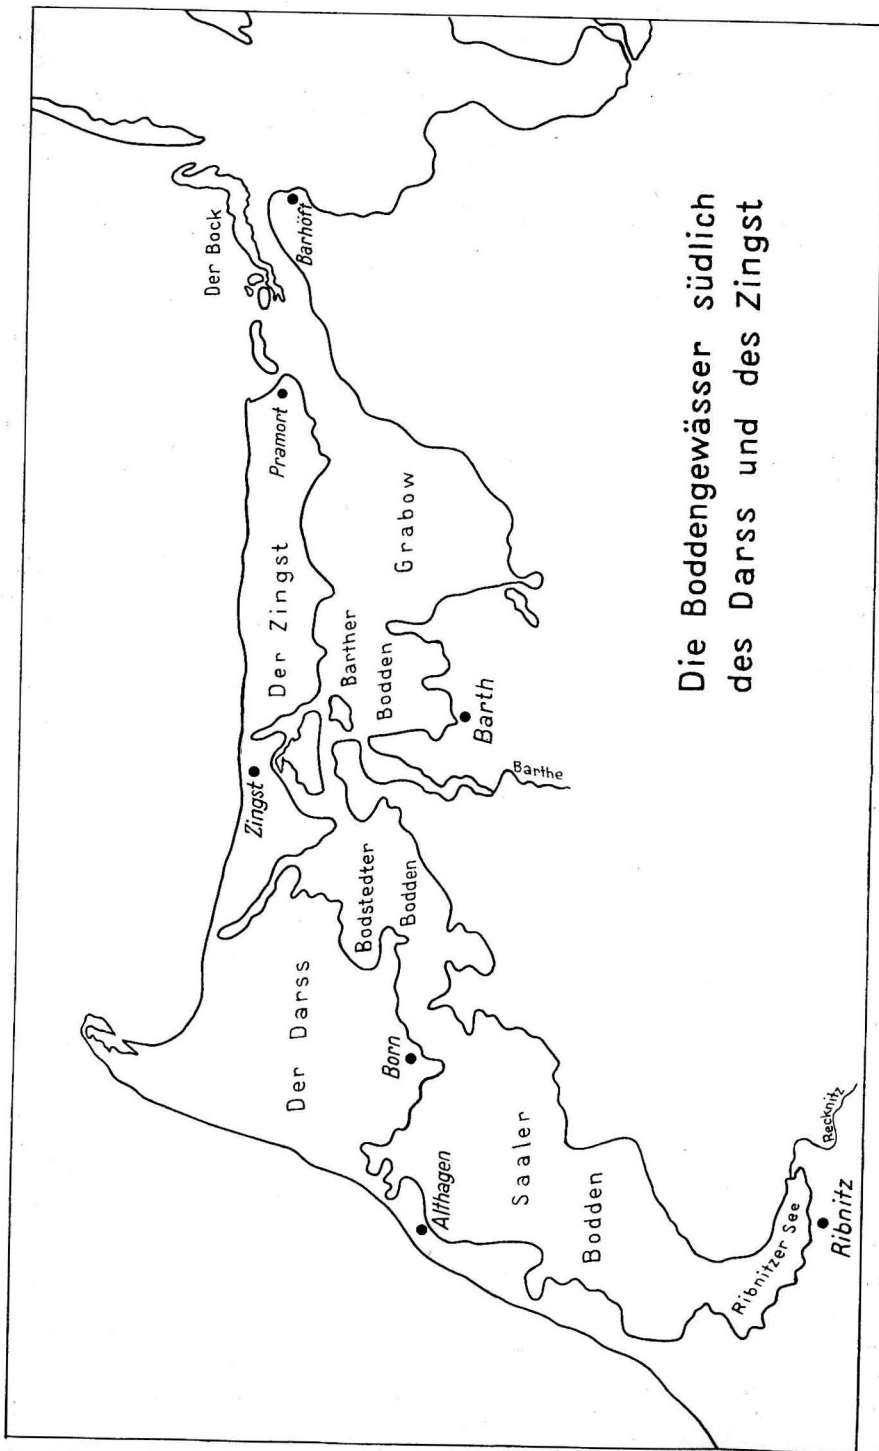 Der Bock
Barhöft
Pramort
Der Zingst
Grabow
Zingst
Barther
Bodden
Barth
Barthe
Bodstedter
Bodden
Der Darss
Born
Althagen
Saaler
Bodden
Recknitz
Ribnitzer See
Ribnitz
Die Boddengewässer südlich
des Darss und des Zingst